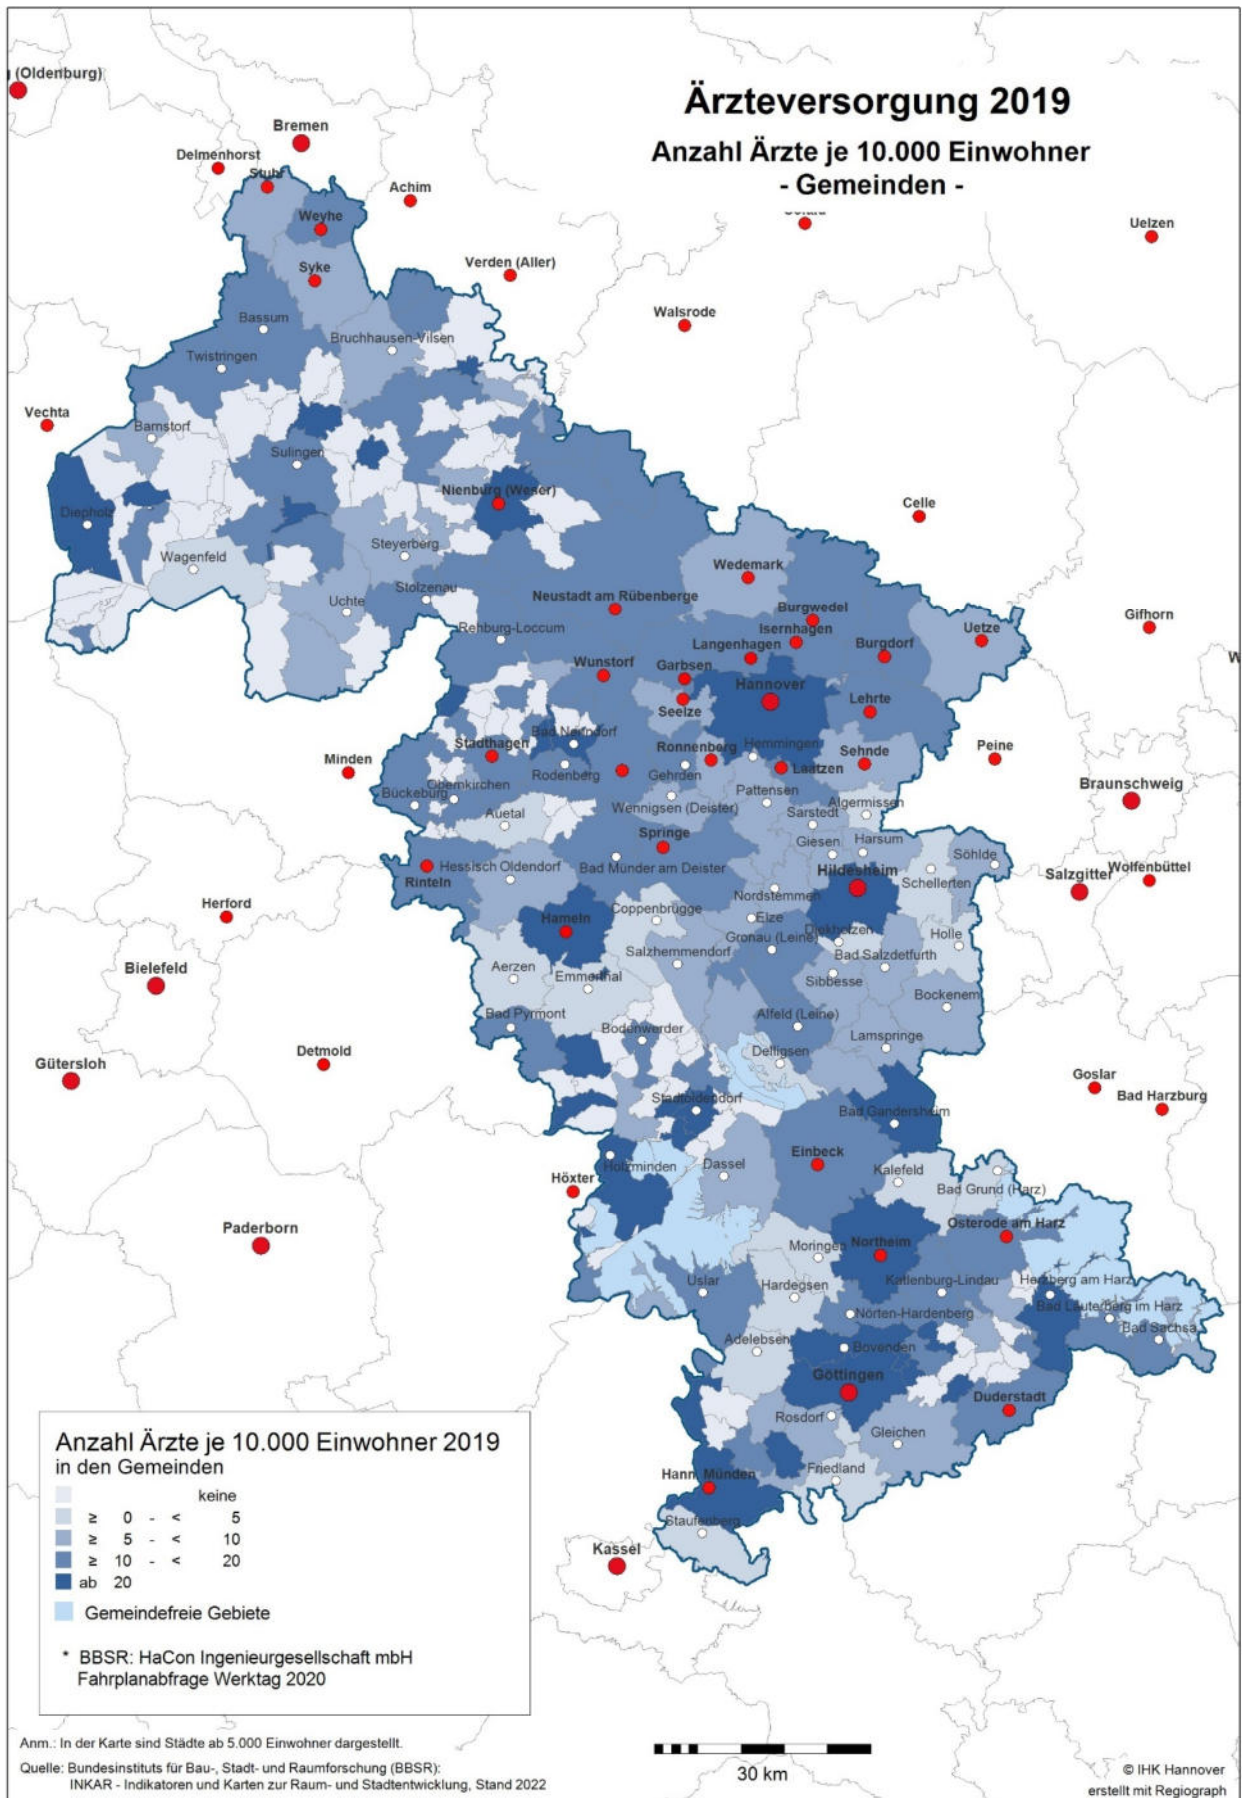 Ärzteversorgung 2019
Anzahl Ärzte je 10.000 Einwohner
- Gemeinden -
(Oldenburg)
Bremen
Delmenhorst
Stuhr
Achim
Weyhe
Uelzen
Syke
Verden (Aller)
Walsrode
Bassum
Bruchhausen-Vilsen
Twistringen
Vechta
Barnstorf
Sulingen
Nienburg (Weser)
Celle
Diepholz
Steyerberg
Wagenfeld
Wedemark
Stolzenau
Neustadt am Rübenberge
Uchte
Burgwedel
Gifhorn
Rehburg-Loccum
Isernhagen
Uetze
Langenhagen
Burgdorf
W
Wunstorf
Garbsen
Hannover
Seelze
Lehrte
Bad Nenndorf
Stadthagen
Ronnenberg
Hemmingen
Sehnde
Peine
Minden
Rodenberg
Gehrden
Laatzen
Braunschweig
Obernkirchen
Bückeburg
Pattensen
Wennigsen (Deister)
Algermissen
Auetal
Sarstedt
Springe
Giesen
Harsum
Söhlde
Hessisch Oldendorf
Bad Münder am Deister
Hildesheim
Wolfenbüttel
Rinteln
Schellerten
Salzgitter
Nordstemmen
Herford
Hameln
Coppenbrügge
Elze
Diekholzen
Holle
Gronau (Leine)
Salzhemmendorf
Bad Salzdetfurth
Bielefeld
Aerzen
Emmerthal
Sibbesse
Bockenem
Bad Pyrmont
Bodenwerder
Alfeld (Leine)
Lamspringe
Detmold
Delligsen
Gütersloh
Goslar
Stadtoldendorf
Bad Gandersheim
Bad Harzburg
Einbeck
Höxter
Holzminden
Dassel
Kalefeld
Bad Grund (Harz)
Paderborn
Osterode am Harz
Moringen
Northeim
Uslar
Hardegsen
Katlenburg-Lindau
Herzberg am Harz
Nörten-Hardenberg
Bad Lauterberg im Harz
Bad Sachsa
Adelebsen
Bovenden
Göttingen
Duderstadt
Rosdorf
Gleichen
Hann. Münden
Friedland
Staufenberg
Kassel
Anzahl Ärzte je 10.000 Einwohner 2019
in den Gemeinden
keine
≥ 0 - < 5
≥ 5 - < 10
≥ 10 - < 20
ab 20
Gemeindefreie Gebiete
* BBSR: HaCon Ingenieurgesellschaft mbH
Fahrplanabfrage Werktag 2020
Anm.: In der Karte sind Städte ab 5.000 Einwohner dargestellt.
Quelle: Bundesinstituts für Bau-, Stadt- und Raumforschung (BBSR):
INKAR - Indikatoren und Karten zur Raum- und Stadtentwicklung, Stand 2022
30 km
© IHK Hannover
erstellt mit Regiograph